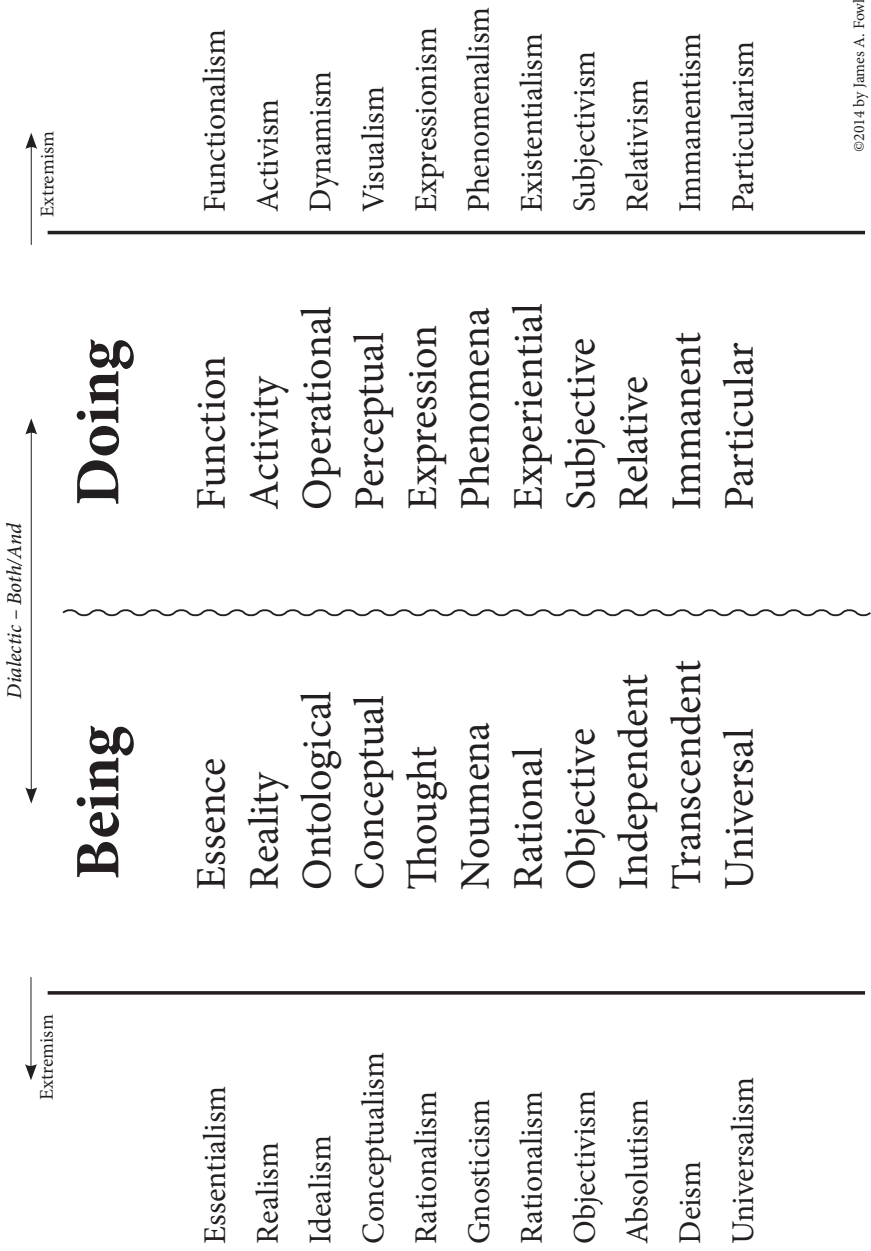 Dialectic – Both/And
Extremism Extremism
Being Doing
Essentialism Essence Function Functionalism
Realism Reality Activity Activism
Idealism Ontological Operational Dynamism
Conceptualism Conceptual Perceptual Visualism
Rationalism Thought Expression Expressionism
Gnosticism Noumena Phenomena Phenomenalism
Rationalism Rational Experiential Existentialism
Objectivism Objective Subjective Subjectivism
Absolutism Independent Relative Relativism
Deism Transcendent Immanent Immanentism
Universalism Universal Particular Particularism
©2014 by James A. Fowl